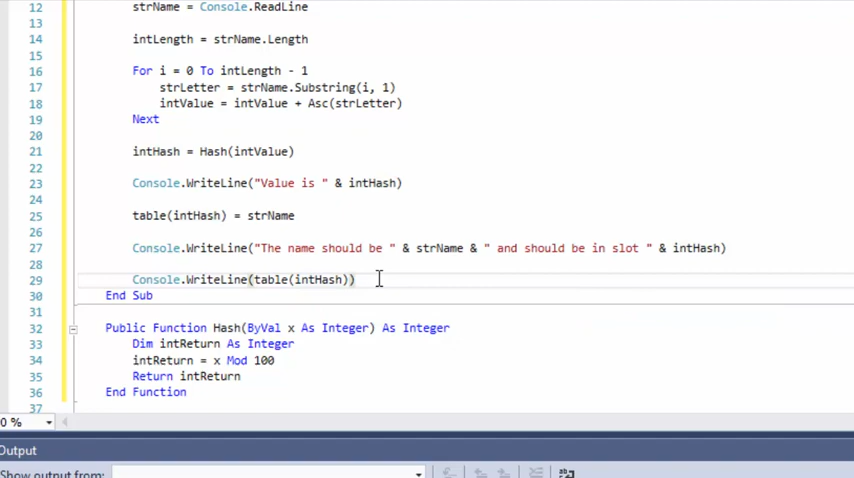 12 strName = Console.ReadLine
13
14 intLength = strName.Length
15
16 For i = 0 To intLength - 1
17 strLetter = strName.Substring(i, 1)
18 intValue = intValue + Asc(strLetter)
19 Next
20
21 intHash = Hash(intValue)
22
23 Console.WriteLine("Value is " & intHash)
24
25 table(intHash) = strName
26
27 Console.WriteLine("The name should be " & strName & " and should be in slot " & intHash)
28
29 Console.WriteLine(table(intHash))
30 End Sub
31
32 Public Function Hash(ByVal x As Integer) As Integer
33 Dim intReturn As Integer
34 intReturn = x Mod 100
35 Return intReturn
36 End Function
37
0 %
Output
Show output from: